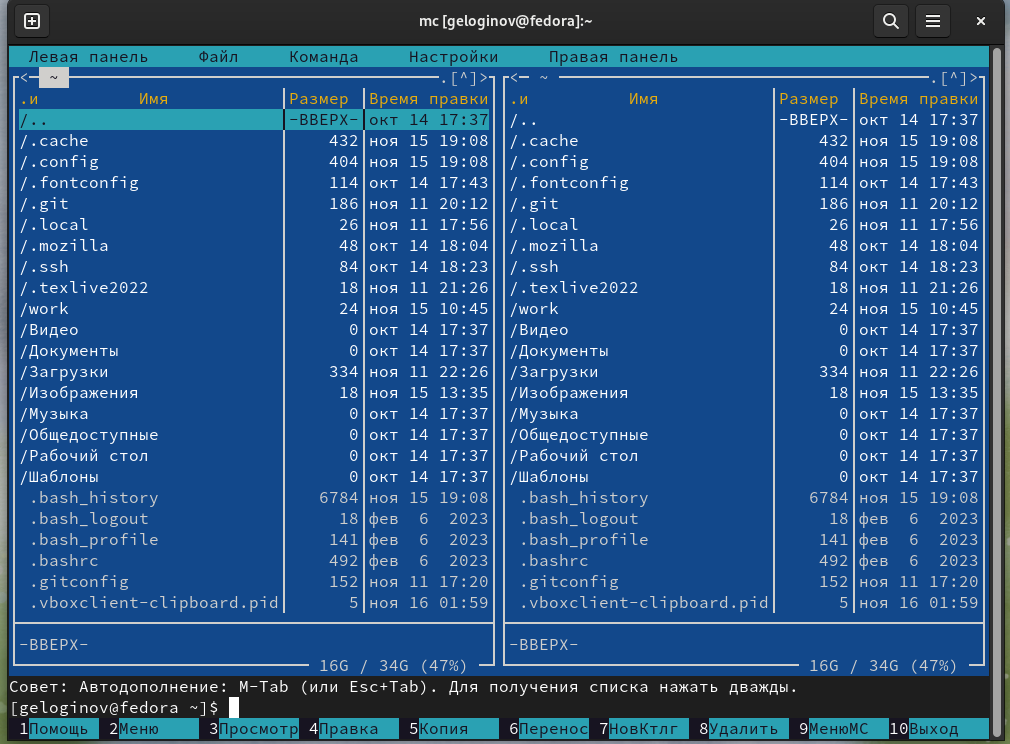 mc [geloginov@fedora]:~
Левая панель Файл Команда Настройки Правая панель
<─ ~ .[^]> <─ ~ .[^]>
.и Имя Размер Время правки .и Имя Размер Время правки
/.. -ВВЕРХ- окт 14 17:37 /.. -ВВЕРХ- окт 14 17:37
/.cache 432 ноя 15 19:08 /.cache 432 ноя 15 19:08
/.config 404 ноя 15 19:08 /.config 404 ноя 15 19:08
/.fontconfig 114 окт 14 17:43 /.fontconfig 114 окт 14 17:43
/.git 186 ноя 11 20:12 /.git 186 ноя 11 20:12
/.local 26 ноя 11 17:56 /.local 26 ноя 11 17:56
/.mozilla 48 окт 14 18:04 /.mozilla 48 окт 14 18:04
/.ssh 84 окт 14 18:23 /.ssh 84 окт 14 18:23
/.texlive2022 18 ноя 11 21:26 /.texlive2022 18 ноя 11 21:26
/work 24 ноя 15 10:45 /work 24 ноя 15 10:45
/Видео 0 окт 14 17:37 /Видео 0 окт 14 17:37
/Документы 0 окт 14 17:37 /Документы 0 окт 14 17:37
/Загрузки 334 ноя 11 22:26 /Загрузки 334 ноя 11 22:26
/Изображения 18 ноя 15 13:35 /Изображения 18 ноя 15 13:35
/Музыка 0 окт 14 17:37 /Музыка 0 окт 14 17:37
/Общедоступные 0 окт 14 17:37 /Общедоступные 0 окт 14 17:37
/Рабочий стол 0 окт 14 17:37 /Рабочий стол 0 окт 14 17:37
/Шаблоны 0 окт 14 17:37 /Шаблоны 0 окт 14 17:37
.bash_history 6784 ноя 15 19:08 .bash_history 6784 ноя 15 19:08
.bash_logout 18 фев 6 2023 .bash_logout 18 фев 6 2023
.bash_profile 141 фев 6 2023 .bash_profile 141 фев 6 2023
.bashrc 492 фев 6 2023 .bashrc 492 фев 6 2023
.gitconfig 152 ноя 11 17:20 .gitconfig 152 ноя 11 17:20
.vboxclient-clipboard.pid 5 ноя 16 01:59 .vboxclient-clipboard.pid 5 ноя 16 01:59
-ВВЕРХ- -ВВЕРХ-
16G / 34G (47%) 16G / 34G (47%)
Совет: Автодополнение: M-Tab (или Esc+Tab). Для получения списка нажать дважды.
[geloginov@fedora ~]$
1Помощь 2Меню 3Просмотр 4Правка 5Копия 6Перенос 7НовКтлг 8Удалить 9МенюМС 10Выход